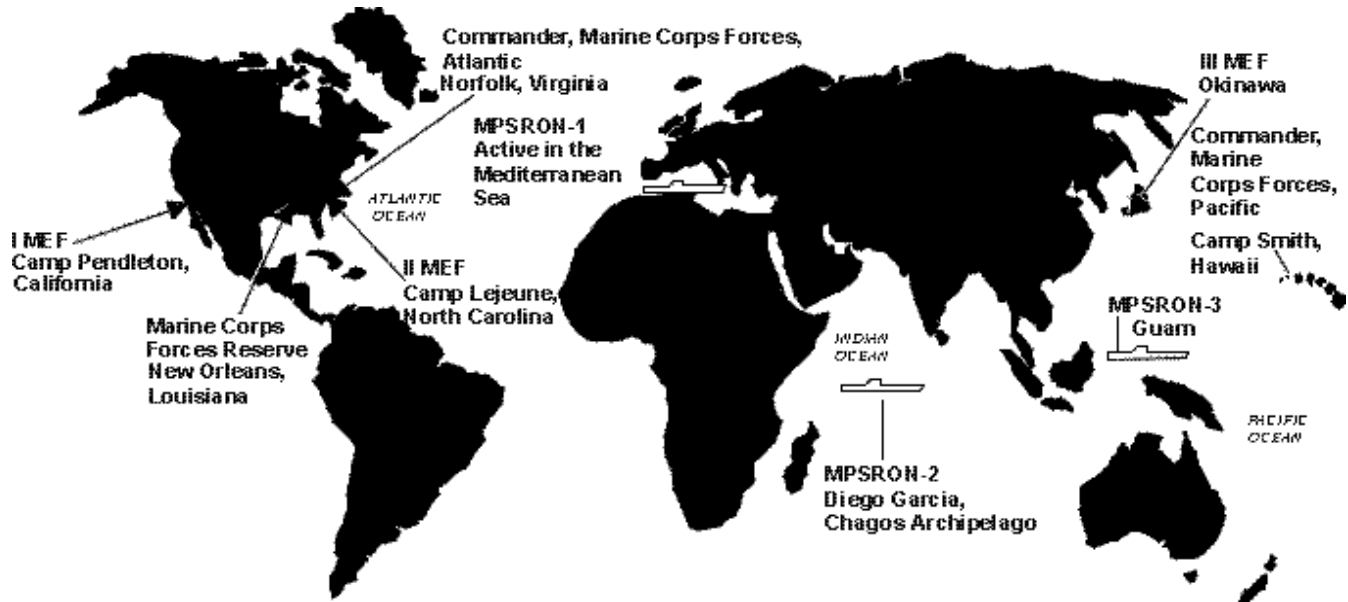 Commander, Marine Corps Forces,
Atlantic
Norfolk, Virginia
MPSRON-1
Active in the
Mediterranean
Sea
III MEF
Okinawa
Commander,
Marine
Corps Forces,
Pacific
Camp Smith,
Hawaii
ATLANTIC
OCEAN
I MEF
Camp Pendleton,
California
II MEF
Camp Lejeune,
North Carolina
Marine Corps
Forces Reserve
New Orleans,
Louisiana
INDIAN
OCEAN
MPSRON-3
Guam
MPSRON-2
Diego Garcia,
Chagos Archipelago
PACIFIC
OCEAN